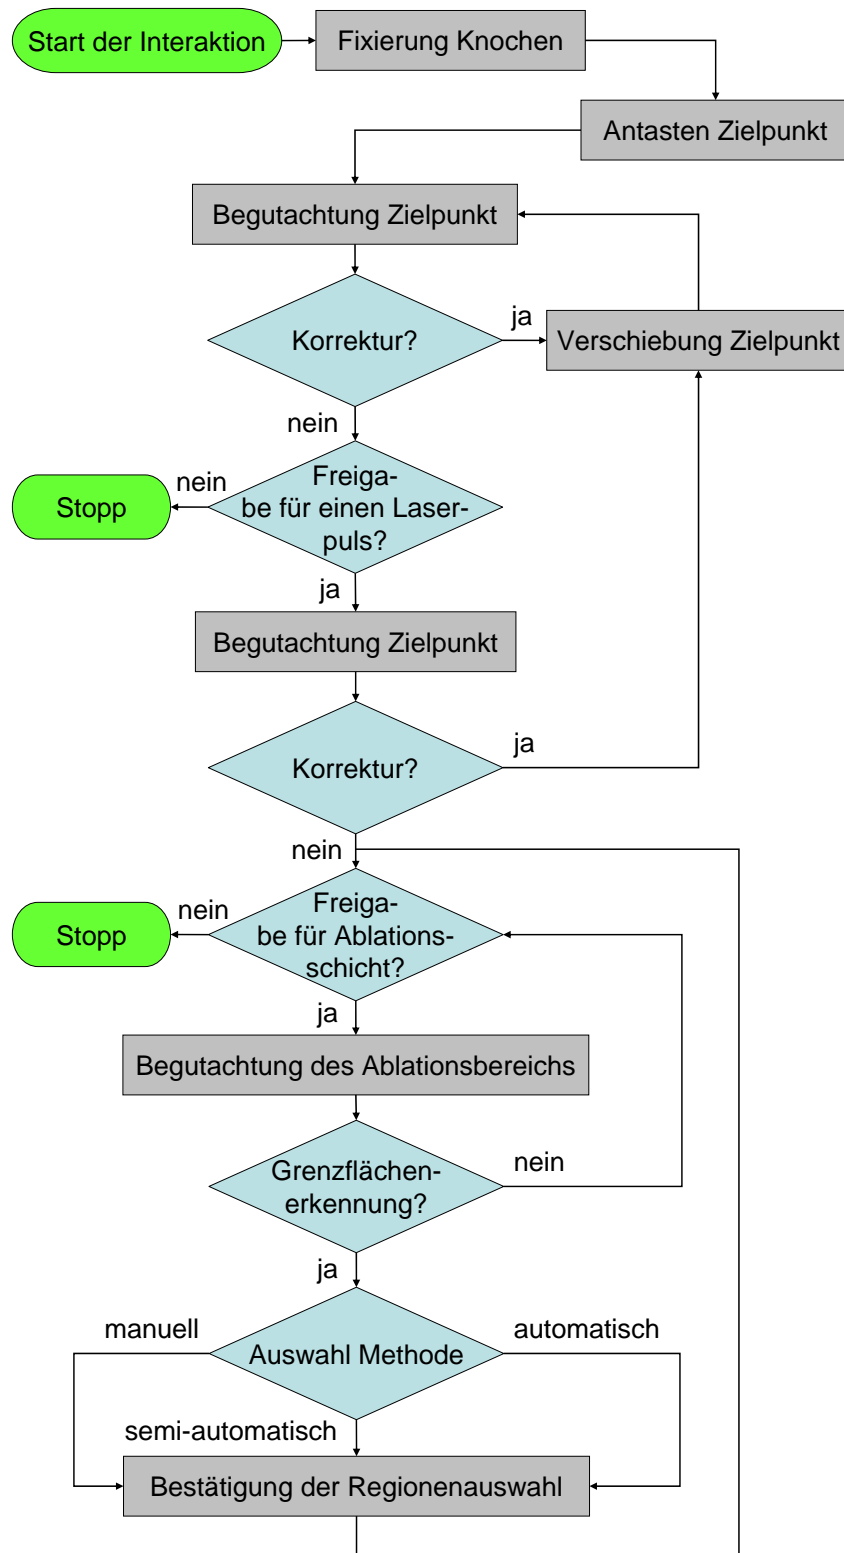 Start der Interaktion
Fixierung Knochen
Antasten Zielpunkt
Begutachtung Zielpunkt
ja
Korrektur?
Verschiebung Zielpunkt
nein
nein
Freiga-
be für einen Laser-
puls?
Stopp
ja
Begutachtung Zielpunkt
ja
Korrektur?
nein
nein
Freiga-
be für Ablations-
schicht?
Stopp
ja
Begutachtung des Ablationsbereichs
Grenzflächen-
erkennung?
nein
ja
manuell
automatisch
Auswahl Methode
semi-automatisch
Bestätigung der Regionenauswahl